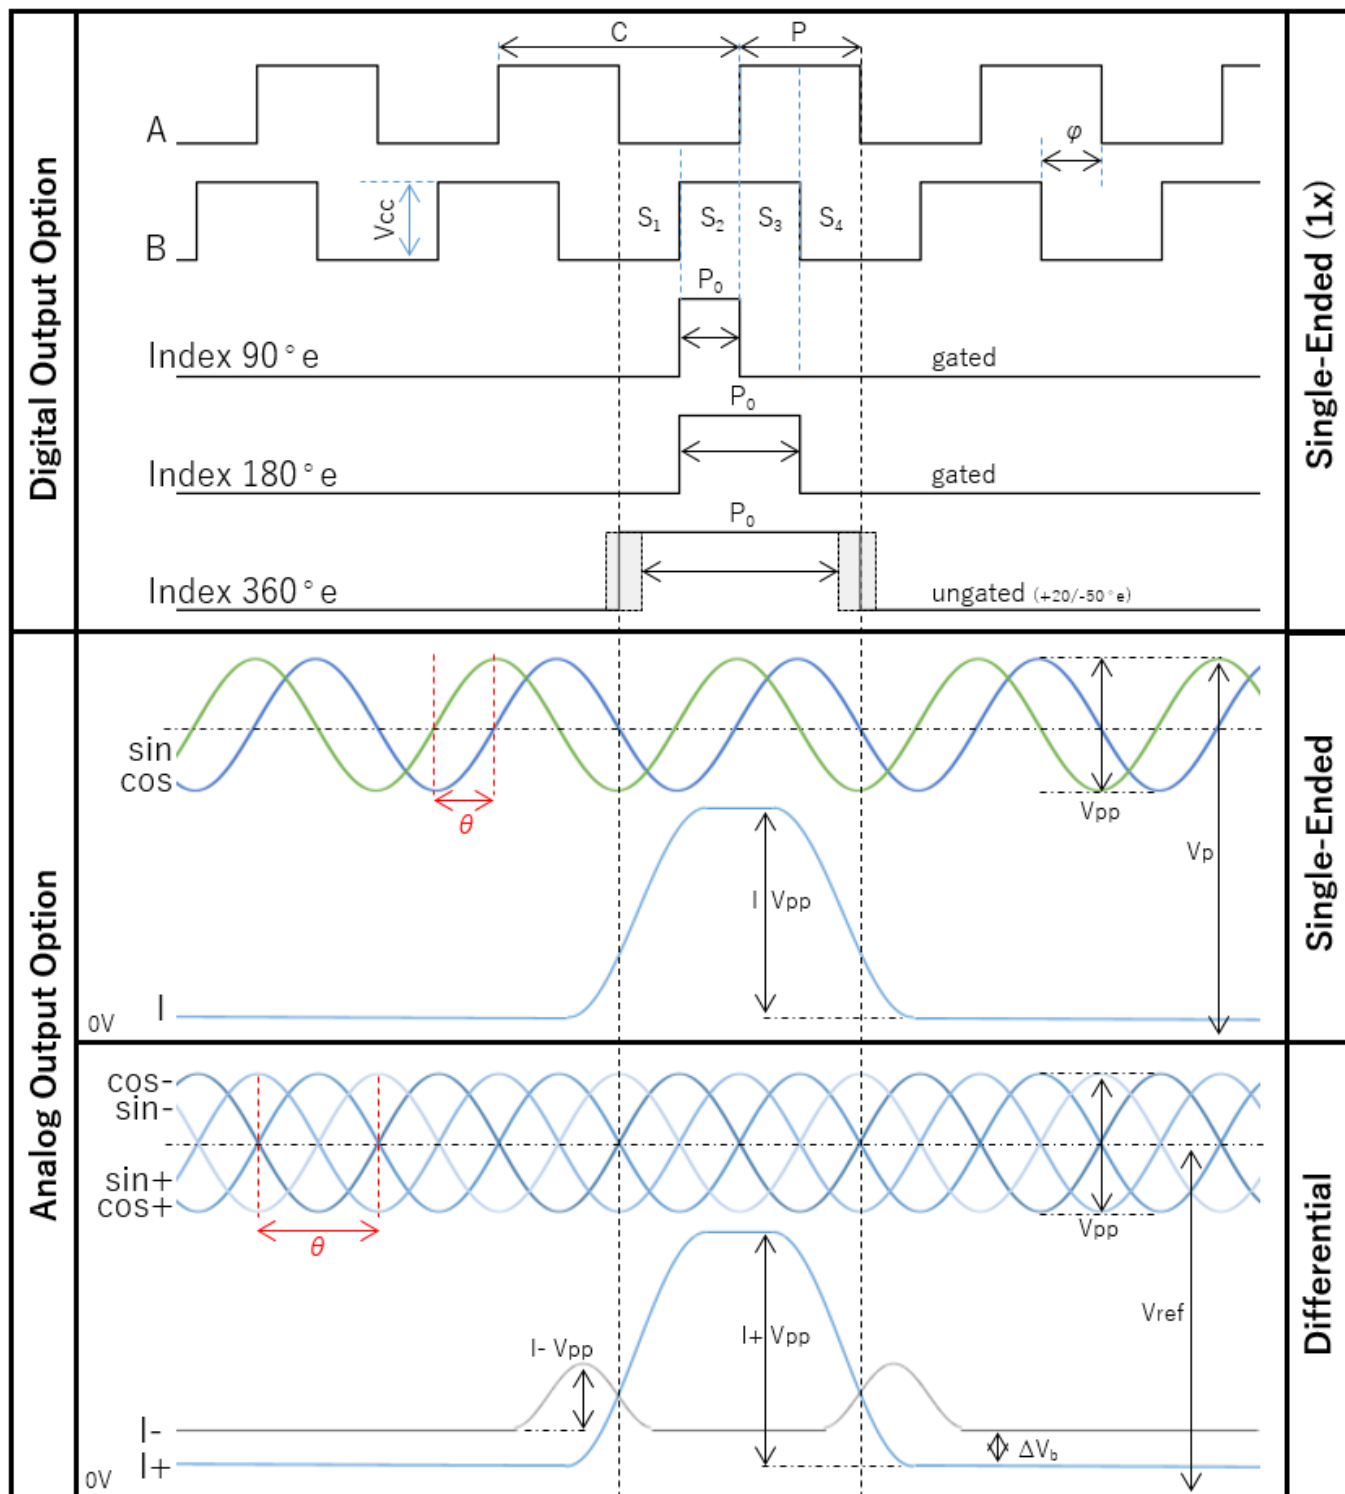 Digital Output Option
Single-Ended (1x)
C
P
A
φ
Vcc
B
S₁
S₂
S₃
S₄
P₀
Index 90°e
gated
P₀
Index 180°e
gated
P₀
Index 360°e
ungated (+20/-50°e)
Analog Output Option
Single-Ended
sin
cos
θ
Vpp
Vp
I Vpp
I
0V
Differential
cos-
sin-
sin+
cos+
θ
Vpp
Vref
I- Vpp
I+ Vpp
I-
I+
ΔV_b
0V